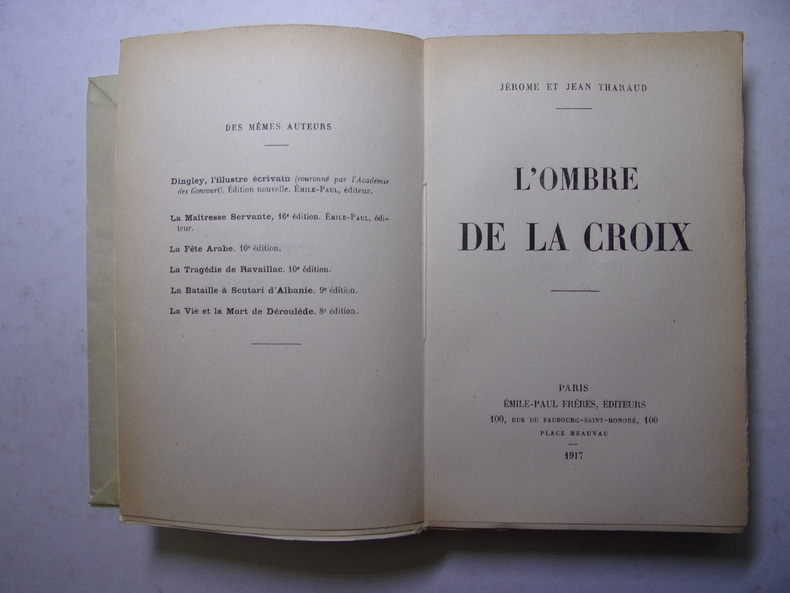 DES MÊMES AUTEURS
Dingley, l'illustre écrivain (couronné par l'Académie
des Goncourt). Édition nouvelle. ÉMILE-PAUL, éditeur.
La Maîtresse Servante, 16e édition. ÉMILE-PAUL, édi-
teur.
La Fête Arabe. 10e édition.
La Tragédie de Ravaillac. 10e édition.
La Bataille à Scutari d'Albanie. 9e édition.
La Vie et la Mort de Déroulède. 8e édition.
JÉROME ET JEAN THARAUD
L'OMBRE
DE LA CROIX
PARIS
ÉMILE-PAUL FRÈRES, ÉDITEURS
100, RUE DU FAUBOURG-SAINT-HONORÉ, 100
PLACE BEAUVAU
1917